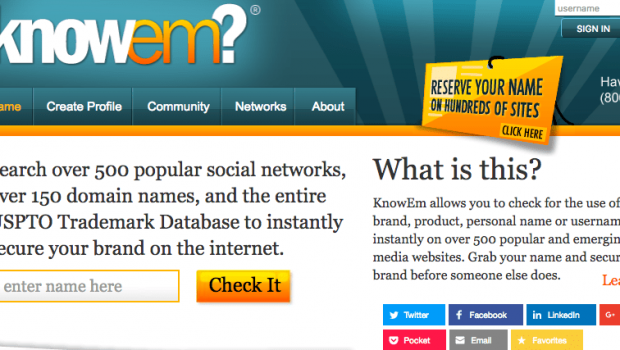 knowem?®
username
SIGN IN
RESERVE YOUR NAME
ON HUNDREDS OF SITES
CLICK HERE
Hav
(80
ame
Create Profile
Community
Networks
About
earch over 500 popular social networks,
ver 150 domain names, and the entire
USPTO Trademark Database to instantly
ecure your brand on the internet.
enter name here
Check It
What is this?
KnowEm allows you to check for the use of
brand, product, personal name or usernam
instantly on over 500 popular and emergin
media websites. Grab your name and secur
brand before someone else does.
Lea
Twitter
Facebook
LinkedIn
G+
Pocket
Email
Favorites